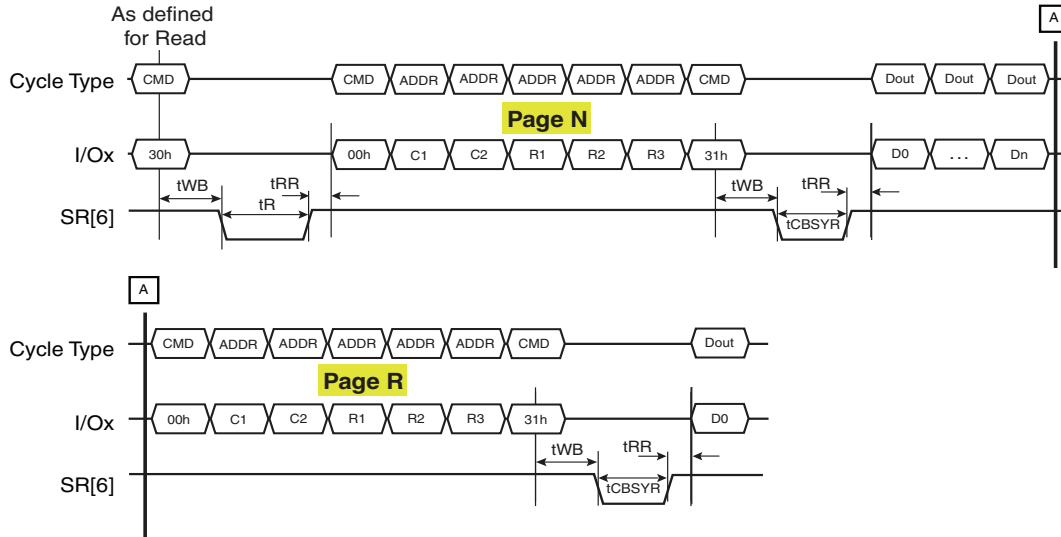 As defined
for Read
A
Cycle Type
CMD CMD ADDR ADDR ADDR ADDR ADDR CMD Dout Dout Dout
Page N
I/Ox
30h 00h C1 C2 R1 R2 R3 31h D0 ... Dn
tWB tRR tWB tRR
tR tCBSYR
SR[6]
A
Cycle Type
CMD ADDR ADDR ADDR ADDR ADDR CMD Dout
Page R
I/Ox
00h C1 C2 R1 R2 R3 31h D0
tWB tRR
tCBSYR
SR[6]